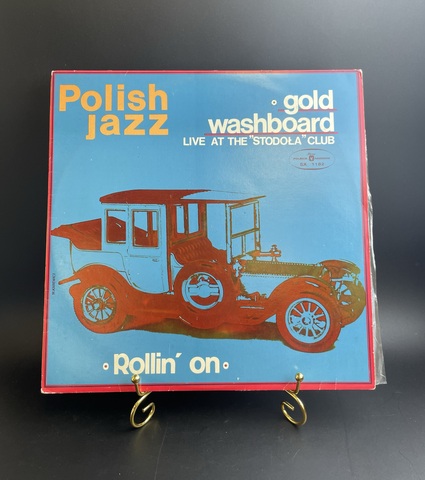 Polish
jazz
gold
washboard
LIVE AT THE "STODOŁA" CLUB
Rollin' on